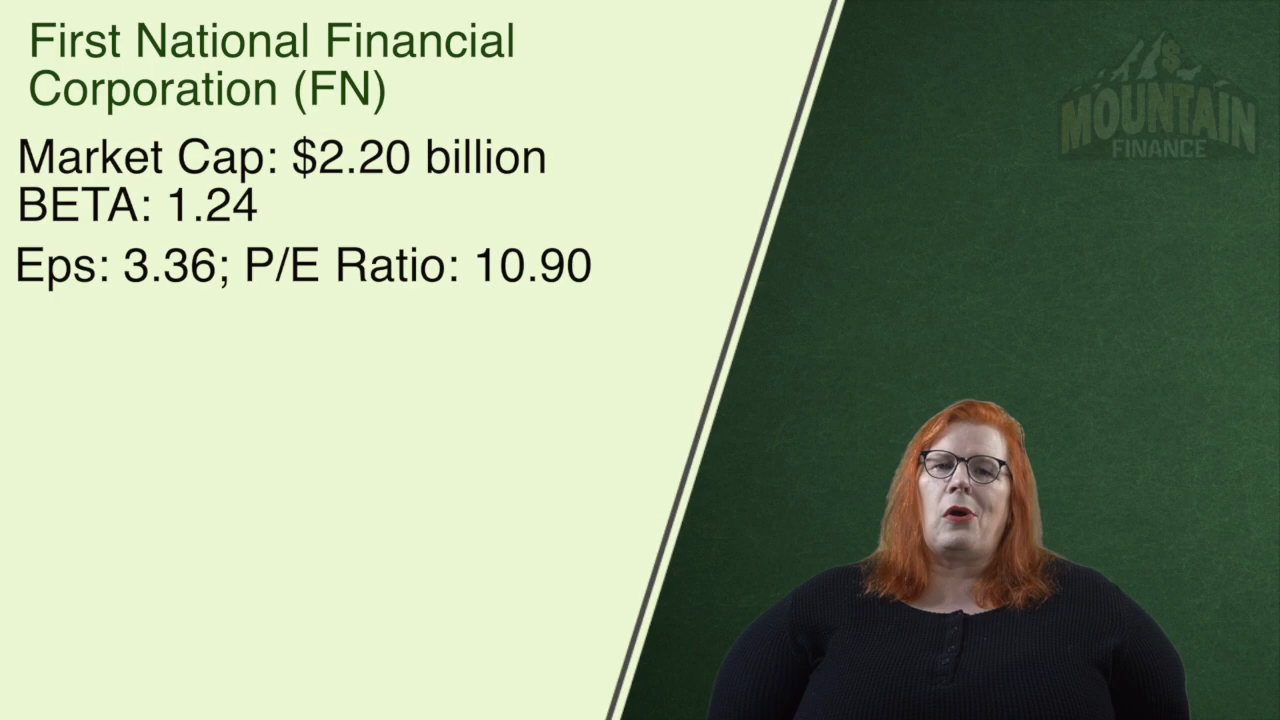 First National Financial
Corporation (FN)
Market Cap: $2.20 billion
BETA: 1.24
Eps: 3.36; P/E Ratio: 10.90
$
MOUNTAIN
FINANCE